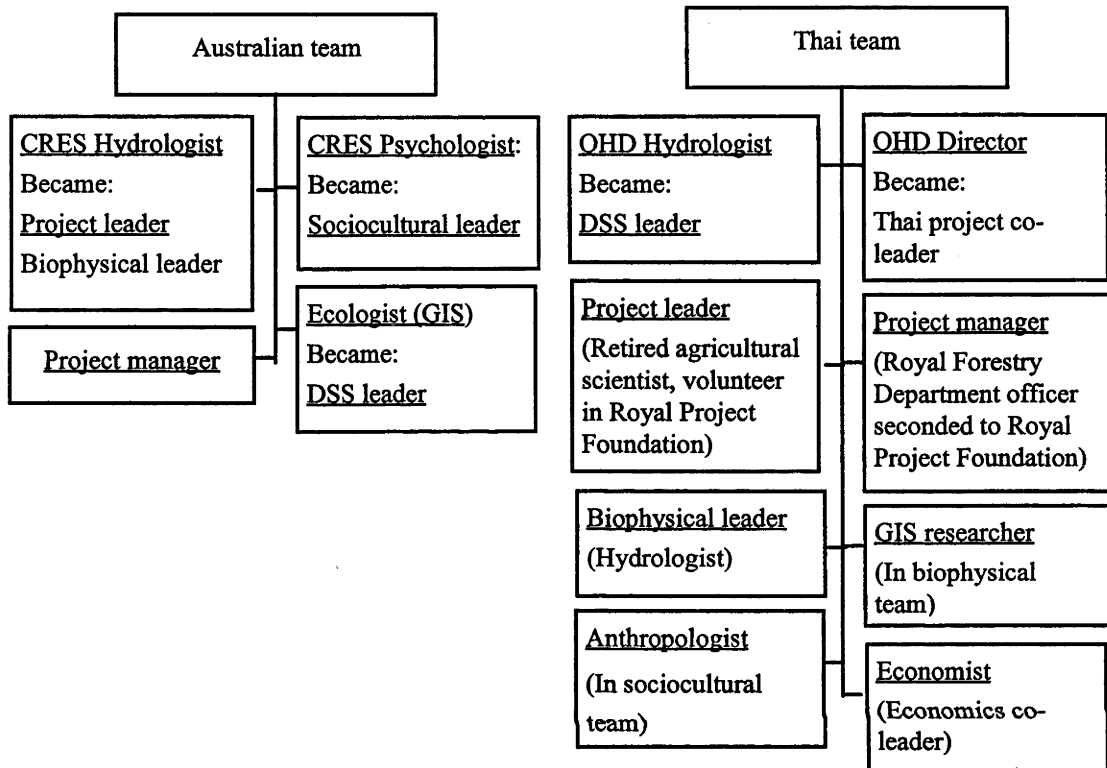 Australian team
CRES Hydrologist
Became:
Project leader
Biophysical leader
CRES Psychologist:
Became:
Sociocultural leader
Project manager
Ecologist (GIS)
Became:
DSS leader
Thai team
OHD Hydrologist
Became:
DSS leader
OHD Director
Became:
Thai project co-
leader
Project leader
(Retired agricultural
scientist, volunteer
in Royal Project
Foundation)
Project manager
(Royal Forestry
Department officer
seconded to Royal
Project Foundation)
Biophysical leader
(Hydrologist)
GIS researcher
(In biophysical
team)
Anthropologist
(In sociocultural
team)
Economist
(Economics co-
leader)